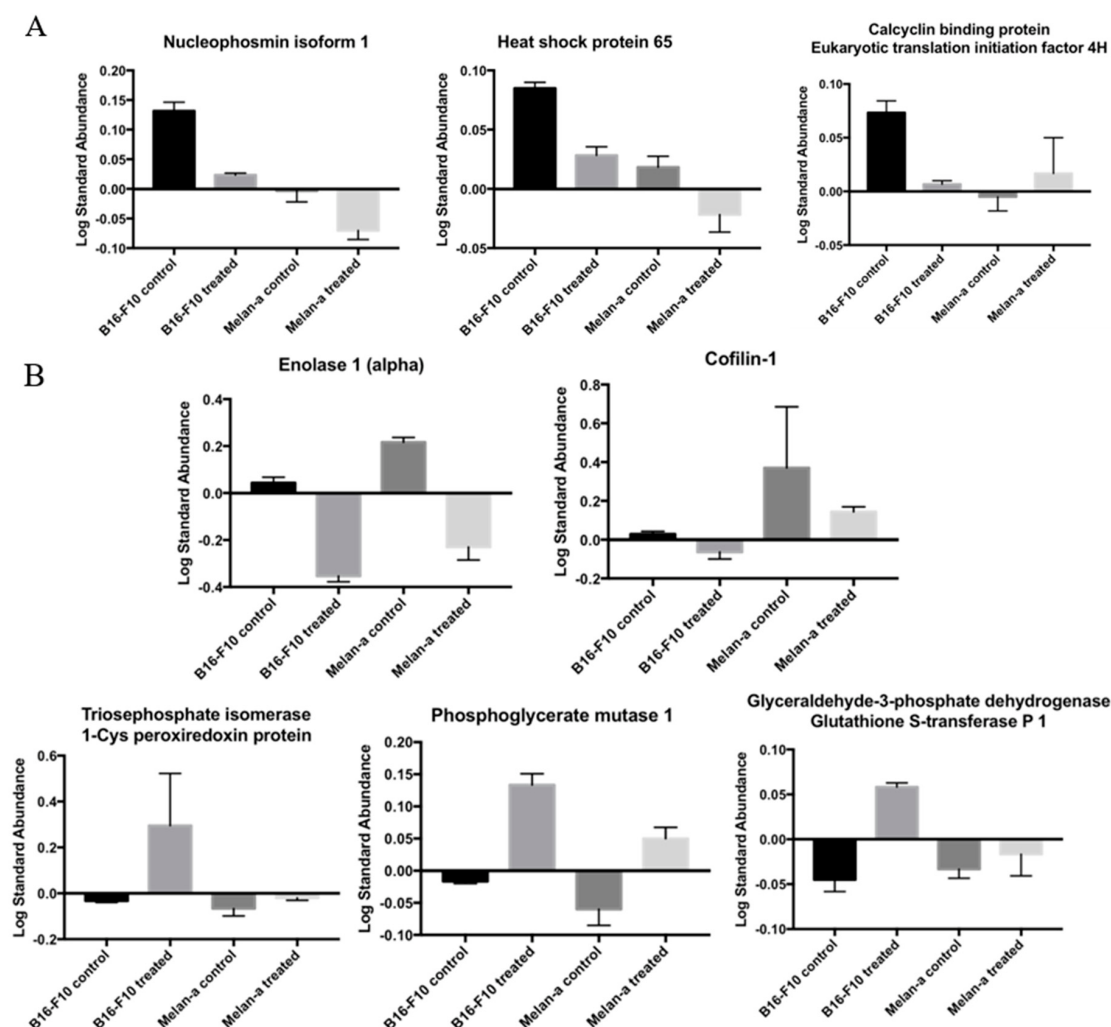 A
Nucleophosmin isoform 1
Log Standard Abundance
0.20
0.15
0.10
0.05
0.00
-0.05
-0.10
B16-F10 control
B16-F10 treated
Melan-a control
Melan-a treated
Heat shock protein 65
Log Standard Abundance
0.10
0.05
0.00
-0.05
B16-F10 control
B16-F10 treated
Melan-a control
Melan-a treated
Calcyclin binding protein
Eukaryotic translation initiation factor 4H
Log Standard Abundance
0.10
0.05
0.00
-0.05
B16-F10 control
B16-F10 treated
Melan-a control
Melan-a treated
B
Enolase 1 (alpha)
Log Standard Abundance
0.4
0.2
0.0
-0.2
-0.4
B16-F10 control
B16-F10 treated
Melan-a control
Melan-a treated
Cofilin-1
Log Standard Abundance
0.8
0.6
0.4
0.2
0.0
-0.2
B16-F10 control
B16-F10 treated
Melan-a control
Melan-a treated
Triosephosphate isomerase
1-Cys peroxiredoxin protein
Log Standard Abundance
0.6
0.4
0.2
0.0
-0.2
B16-F10 control
B16-F10 treated
Melan-a control
Melan-a treated
Phosphoglycerate mutase 1
Log Standard Abundance
0.20
0.15
0.10
0.05
0.00
-0.05
-0.10
B16-F10 control
B16-F10 treated
Melan-a control
Melan-a treated
Glyceraldehyde-3-phosphate dehydrogenase
Glutathione S-transferase P 1
Log Standard Abundance
0.10
0.05
0.00
-0.05
-0.10
B16-F10 control
B16-F10 treated
Melan-a control
Melan-a treated